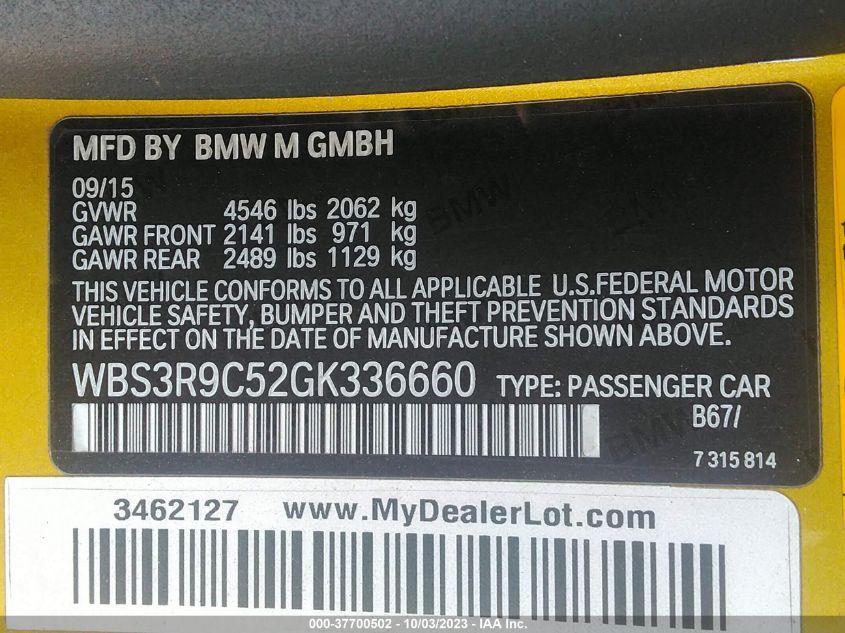 MFD BY BMW M GMBH
09/15
GVWR 4546 lbs 2062 kg
GAWR FRONT 2141 lbs 971 kg
GAWR REAR 2489 lbs 1129 kg
THIS VEHICLE CONFORMS TO ALL APPLICABLE U.S.FEDERAL MOTOR
VEHICLE SAFETY, BUMPER AND THEFT PREVENTION STANDARDS
IN EFFECT ON THE DATE OF MANUFACTURE SHOWN ABOVE.
WBS3R9C52GK336660 TYPE: PASSENGER CAR
B67/
7 315 814
3462127 www.MyDealerLot.com
000-37700502 - 10/03/2023 - IAA Inc.